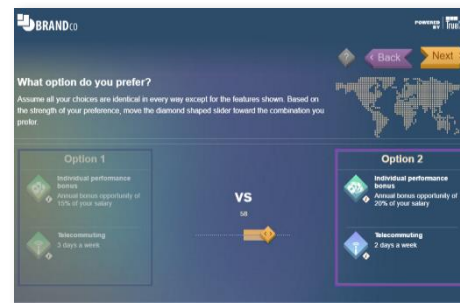 BRANDCO
POWERED BY True
?
‹ Back
Next
What option do you prefer?
Assume all your choices are identical in every way except for the features shown. Based on
the strength of your preference, move the diamond shaped slider toward the combination you
prefer.
Option 1
Individual performance
bonus
Annual bonus opportunity of
15% of your salary
Telecommuting
3 days a week
VS
tilt
Option 2
Individual performance
bonus
Annual bonus opportunity of
20% of your salary
Telecommuting
2 days a week